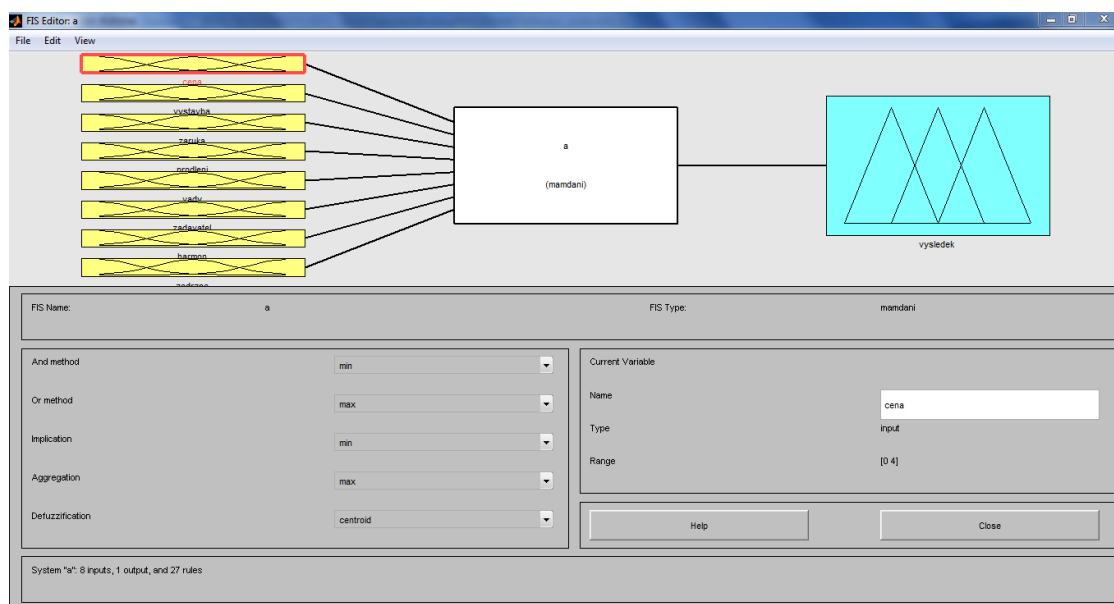 FIS Editor: a
File Edit View
cena
vystavba
zaruka
prodleni
vady
zadavatel
harmon
zadrzne
a
(mamdani)
vysledek
FIS Name: a FIS Type: mamdani
And method min
Or method max
Implication min
Aggregation max
Defuzzification centroid
Current Variable
Name cena
Type input
Range [0 4]
Help Close
System "a": 8 inputs, 1 output, and 27 rules